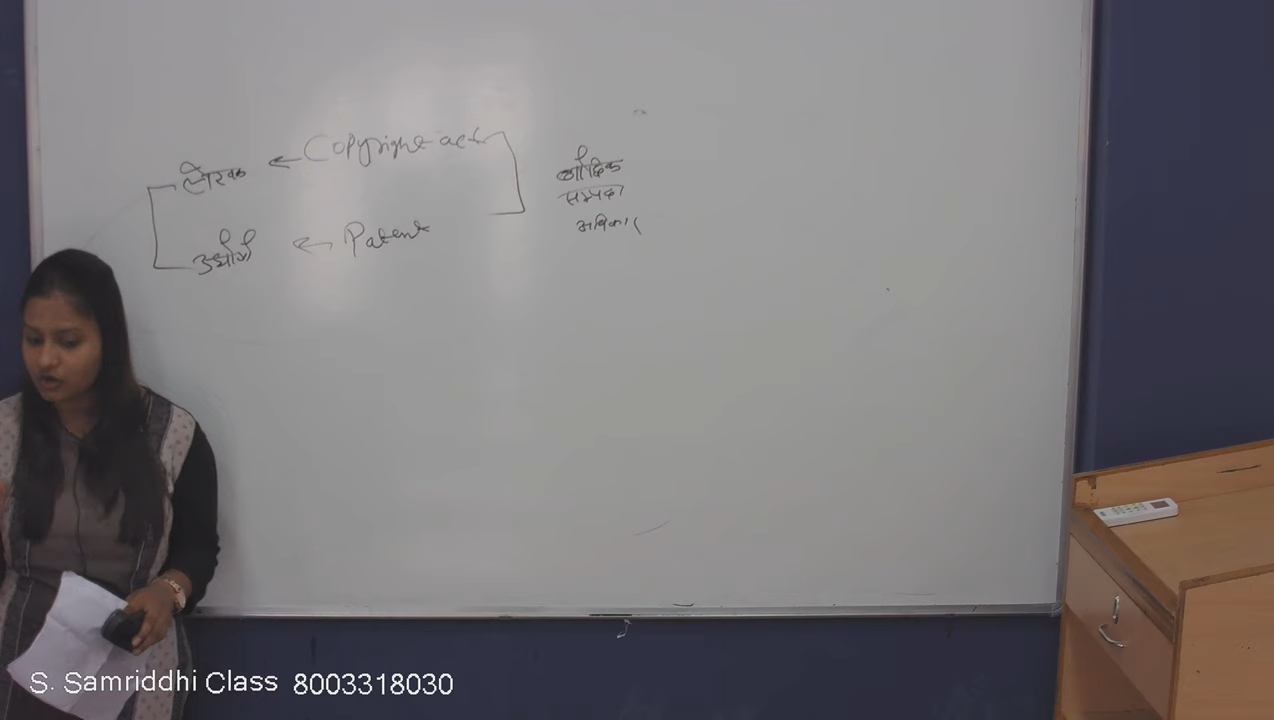 लेखक ← Copyright act
उद्योगी ← Patent
बौद्धिक
सम्पदा
अधिकार
S. Samriddhi Class 8003318030